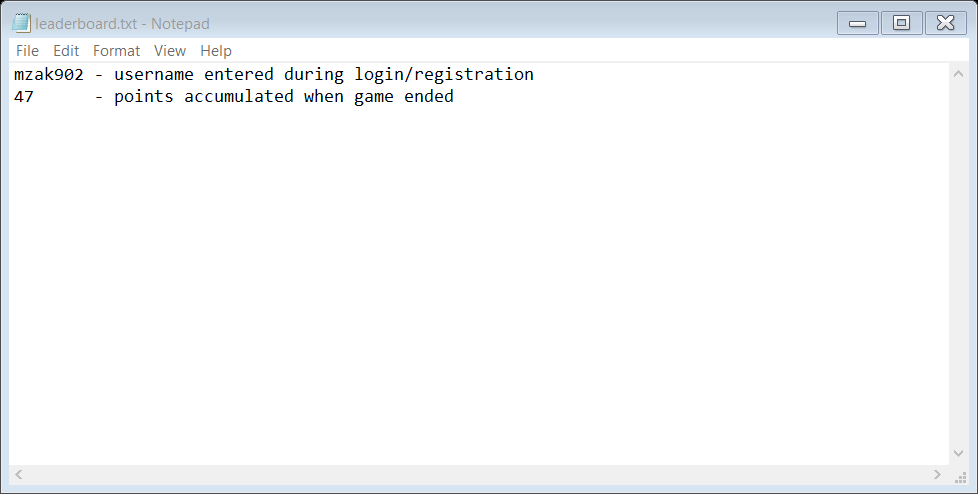 leaderboard.txt - Notepad
File Edit Format View Help
mzak902 - username entered during login/registration
47      - points accumulated when game ended